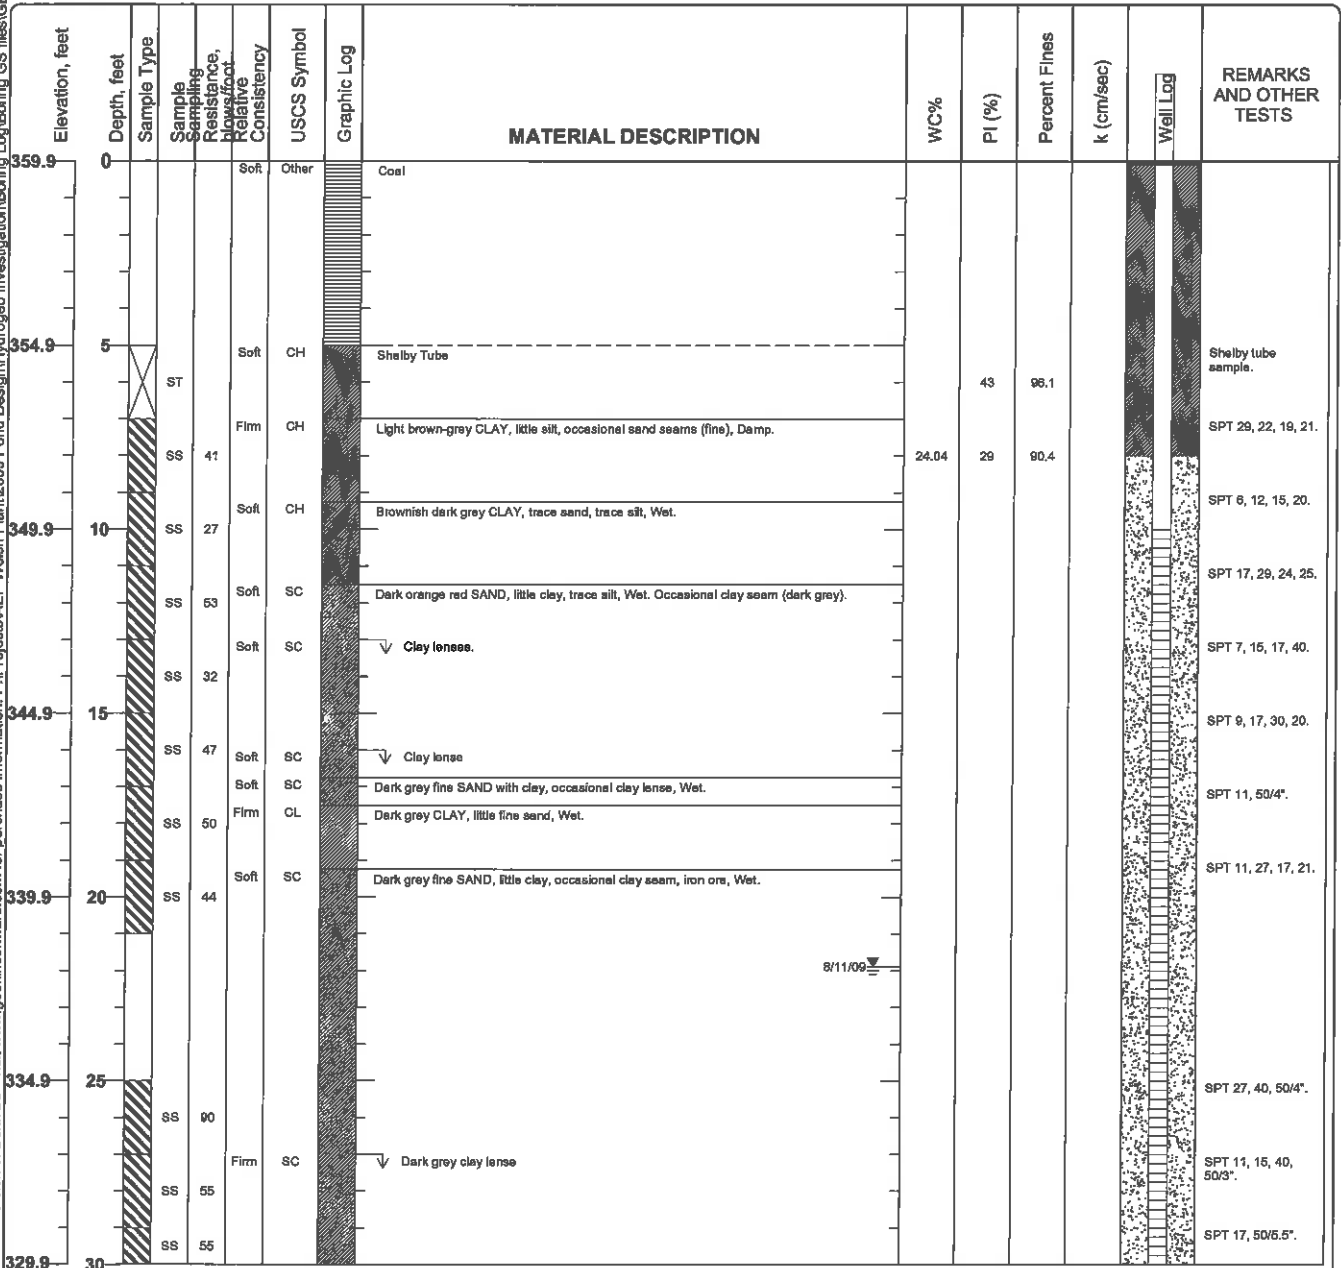 Elevation, feet
Depth, feet
Sample Type
Sample
Sampling
Resistance,
blows/foot
Relative
Consistency
USCS Symbol
Graphic Log
MATERIAL DESCRIPTION
WC%
PI (%)
Percent Fines
k (cm/sec)
Well Log
REMARKS
AND OTHER
TESTS
359.9 0 Soft Other Coal
354.9 5 Soft CH Shelby Tube Shelby tube
sample.
ST 43 96.1
Firm CH Light brown-grey CLAY, little silt, occasional sand seams (fine), Damp. SPT 29, 22, 19, 21.
SS 41 24.04 29 90.4
SPT 6, 12, 15, 20.
Soft CH Brownish dark grey CLAY, trace sand, trace silt, Wet.
349.9 10 SS 27
SPT 17, 29, 24, 25.
Soft SC Dark orange red SAND, little clay, trace silt, Wet. Occasional clay seam (dark grey).
SS 53
Soft SC Clay lenses. SPT 7, 15, 17, 40.
SS 32
344.9 15 SPT 9, 17, 30, 20.
SS 47
Soft SC Clay lense
Soft SC Dark grey fine SAND with clay, occasional clay lense, Wet. SPT 11, 50/4".
Firm CL Dark grey CLAY, little fine sand, Wet.
SS 50
SPT 11, 27, 17, 21.
Soft SC Dark grey fine SAND, little clay, occasional clay seam, iron ore, Wet.
339.9 20 SS 44
8/11/09
334.9 25 SPT 27, 40, 50/4".
SS 90
Firm SC Dark grey clay lense SPT 11, 15, 40,
50/3".
SS 55
SPT 17, 50/5.5".
SS 55
329.9 30